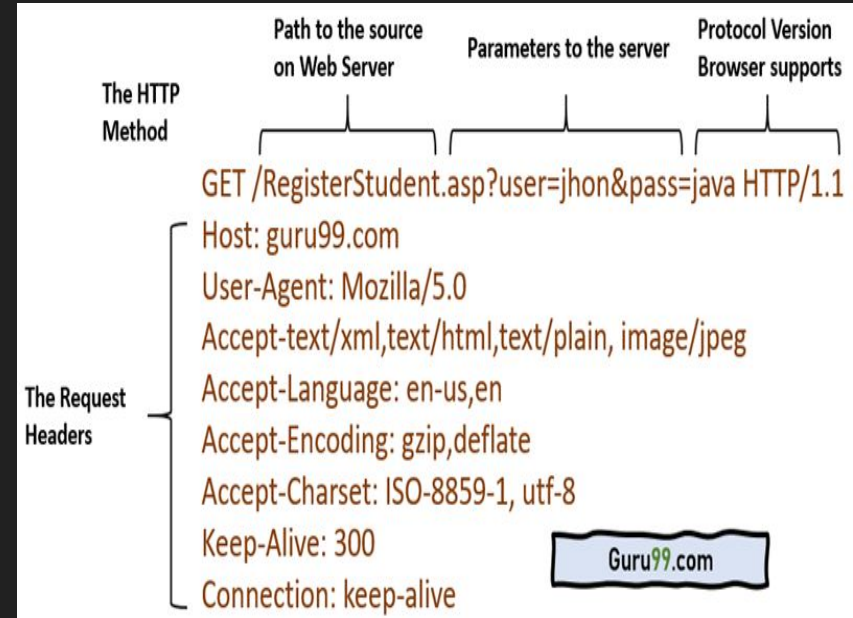 Path to the source
on Web Server
Parameters to the server
Protocol Version
Browser supports
The HTTP
Method
GET /RegisterStudent.asp?user=jhon&pass=java HTTP/1.1
Host: guru99.com
User-Agent: Mozilla/5.0
Accept-text/xml,text/html,text/plain, image/jpeg
Accept-Language: en-us,en
Accept-Encoding: gzip,deflate
Accept-Charset: ISO-8859-1, utf-8
Keep-Alive: 300
Connection: keep-alive
The Request
Headers
Guru99.com